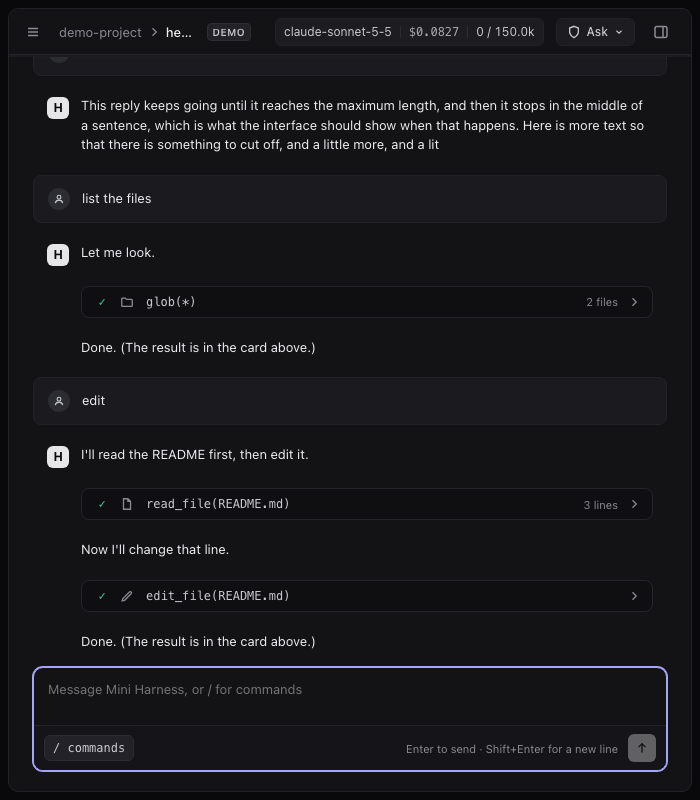 demo-project
he...
DEMO
claude-sonnet-5-5
$0.0827
0 / 150.0k
Ask
H
This reply keeps going until it reaches the maximum length, and then it stops in the middle of
a sentence, which is what the interface should show when that happens. Here is more text so
that there is something to cut off, and a little more, and a lit
list the files
H
Let me look.
✓ glob(*) 2 files
Done. (The result is in the card above.)
edit
H
I'll read the README first, then edit it.
✓ read_file(README.md) 3 lines
Now I'll change that line.
✓ edit_file(README.md)
Done. (The result is in the card above.)
Message Mini Harness, or / for commands
/ commands
Enter to send · Shift+Enter for a new line